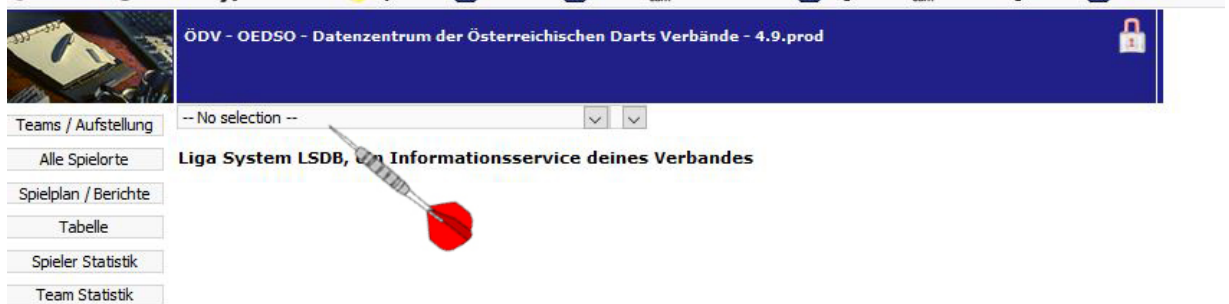 ÖDV - OEDSO - Datenzentrum der Österreichischen Darts Verbände - 4.9.prod
-- No selection --
Liga System LSDB, Informationsservice deines Verbandes
Teams / Aufstellung
Alle Spielorte
Spielplan / Berichte
Tabelle
Spieler Statistik
Team Statistik